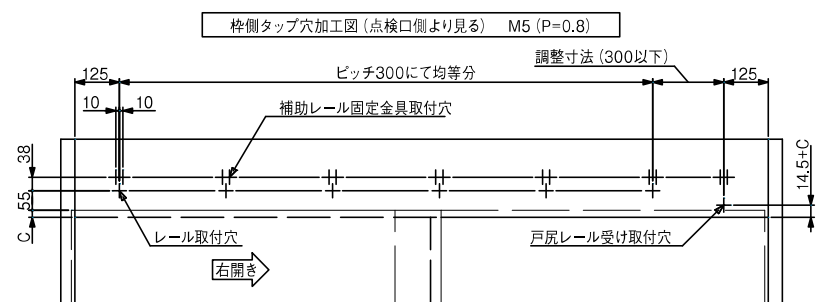 枠側タップ穴加工図 (点検口側より見る) M5 (P=0.8)
125
ピッチ300にて均等分
調整寸法 (300以下)
125
10
10
補助レール固定金具取付穴
38
55
C
14.5+C
レール取付穴
戸尻レール受け取付穴
右開き